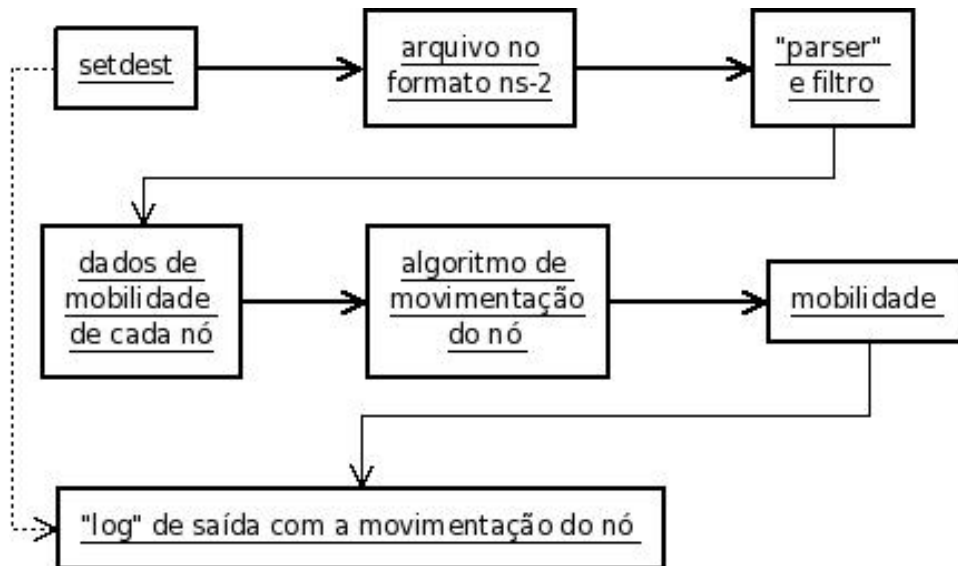 setdest
arquivo no
formato ns-2
"parser"
e filtro
dados de
mobilidade
de cada nó
algoritmo de
movimentação
do nó
mobilidade
"log" de saída com a movimentação do nó